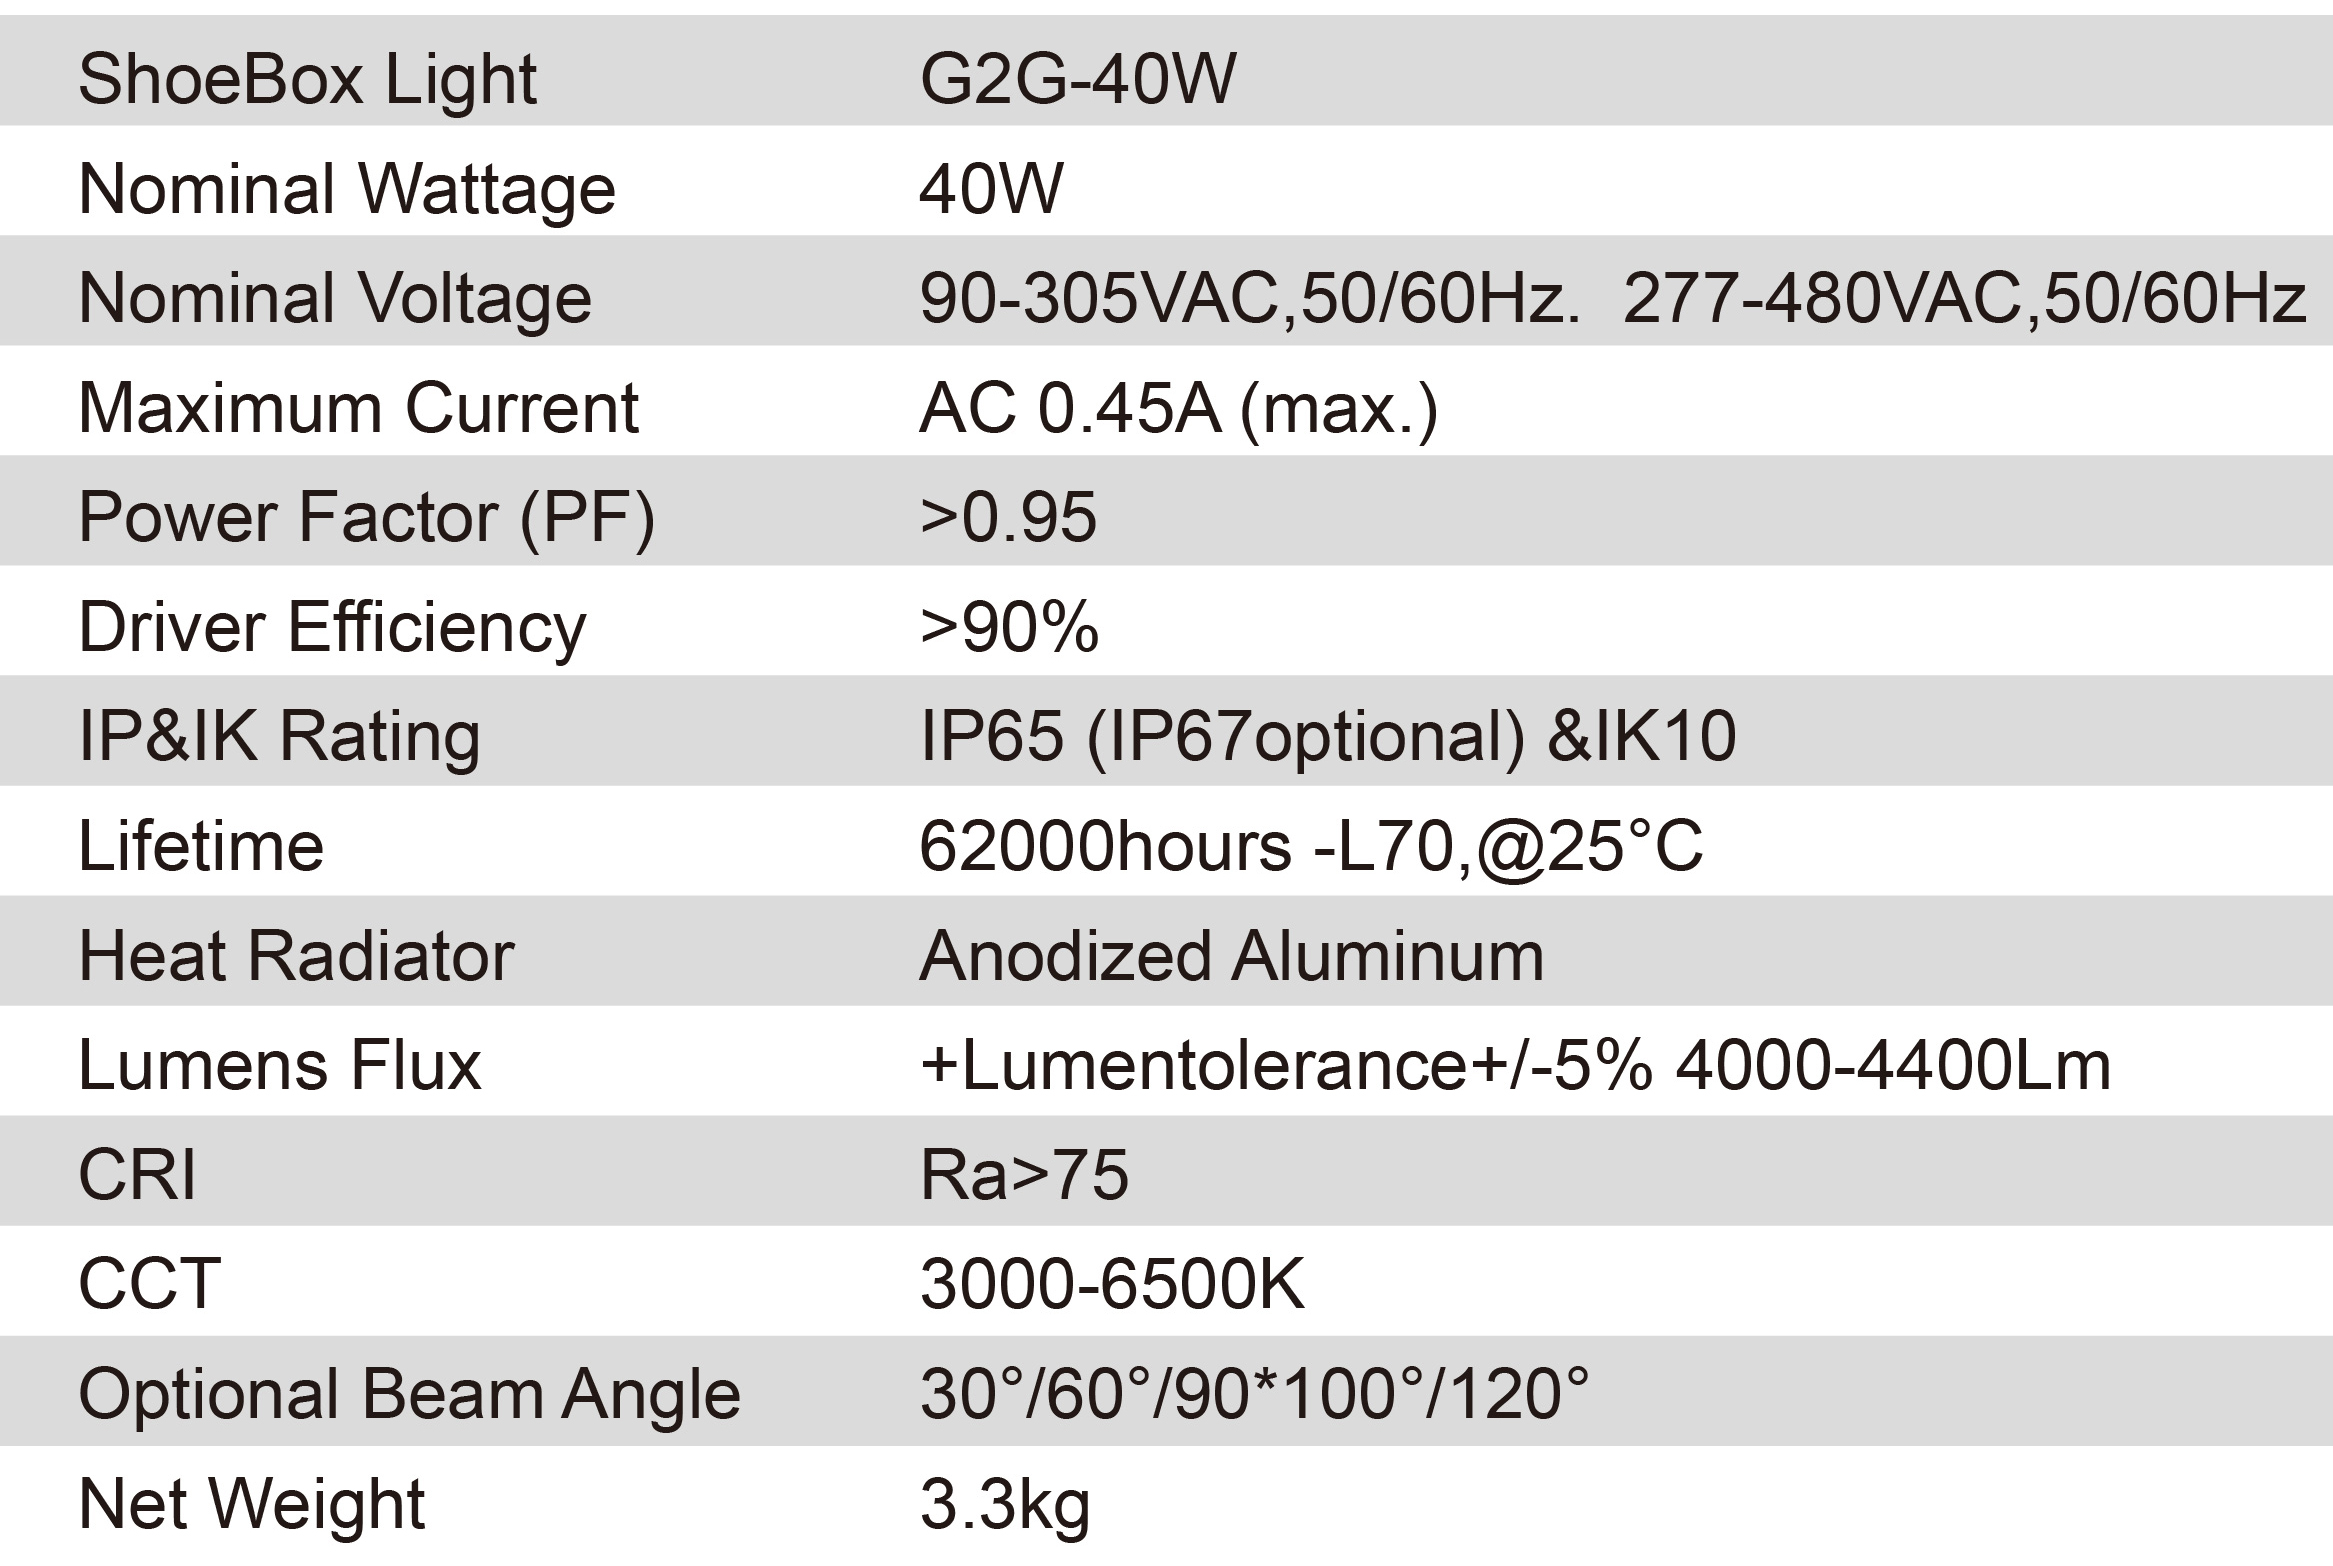 ShoeBox Light G2G-40W
Nominal Wattage 40W
Nominal Voltage 90-305VAC,50/60Hz. 277-480VAC,50/60Hz
Maximum Current AC 0.45A (max.)
Power Factor (PF) >0.95
Driver Efficiency >90%
IP&IK Rating IP65 (IP67optional) &IK10
Lifetime 62000hours -L70,@25°C
Heat Radiator Anodized Aluminum
Lumens Flux +Lumentolerance+/-5% 4000-4400Lm
CRI Ra>75
CCT 3000-6500K
Optional Beam Angle 30°/60°/90*100°/120°
Net Weight 3.3kg